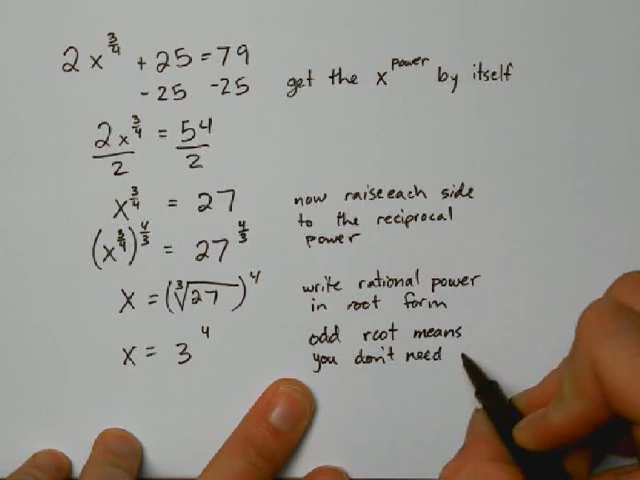 2x^{3/4} + 25 = 79
-25 -25
get the x^{power} by itself
2x^{3/4}/2 = 54/2
x^{3/4} = 27
now raise each side
to the reciprocal
power
(x^{3/4})^{4/3} = 27^{4/3}
x = (∛27)^4
write rational power
in root form
x = 3^4
odd root means
you don't need